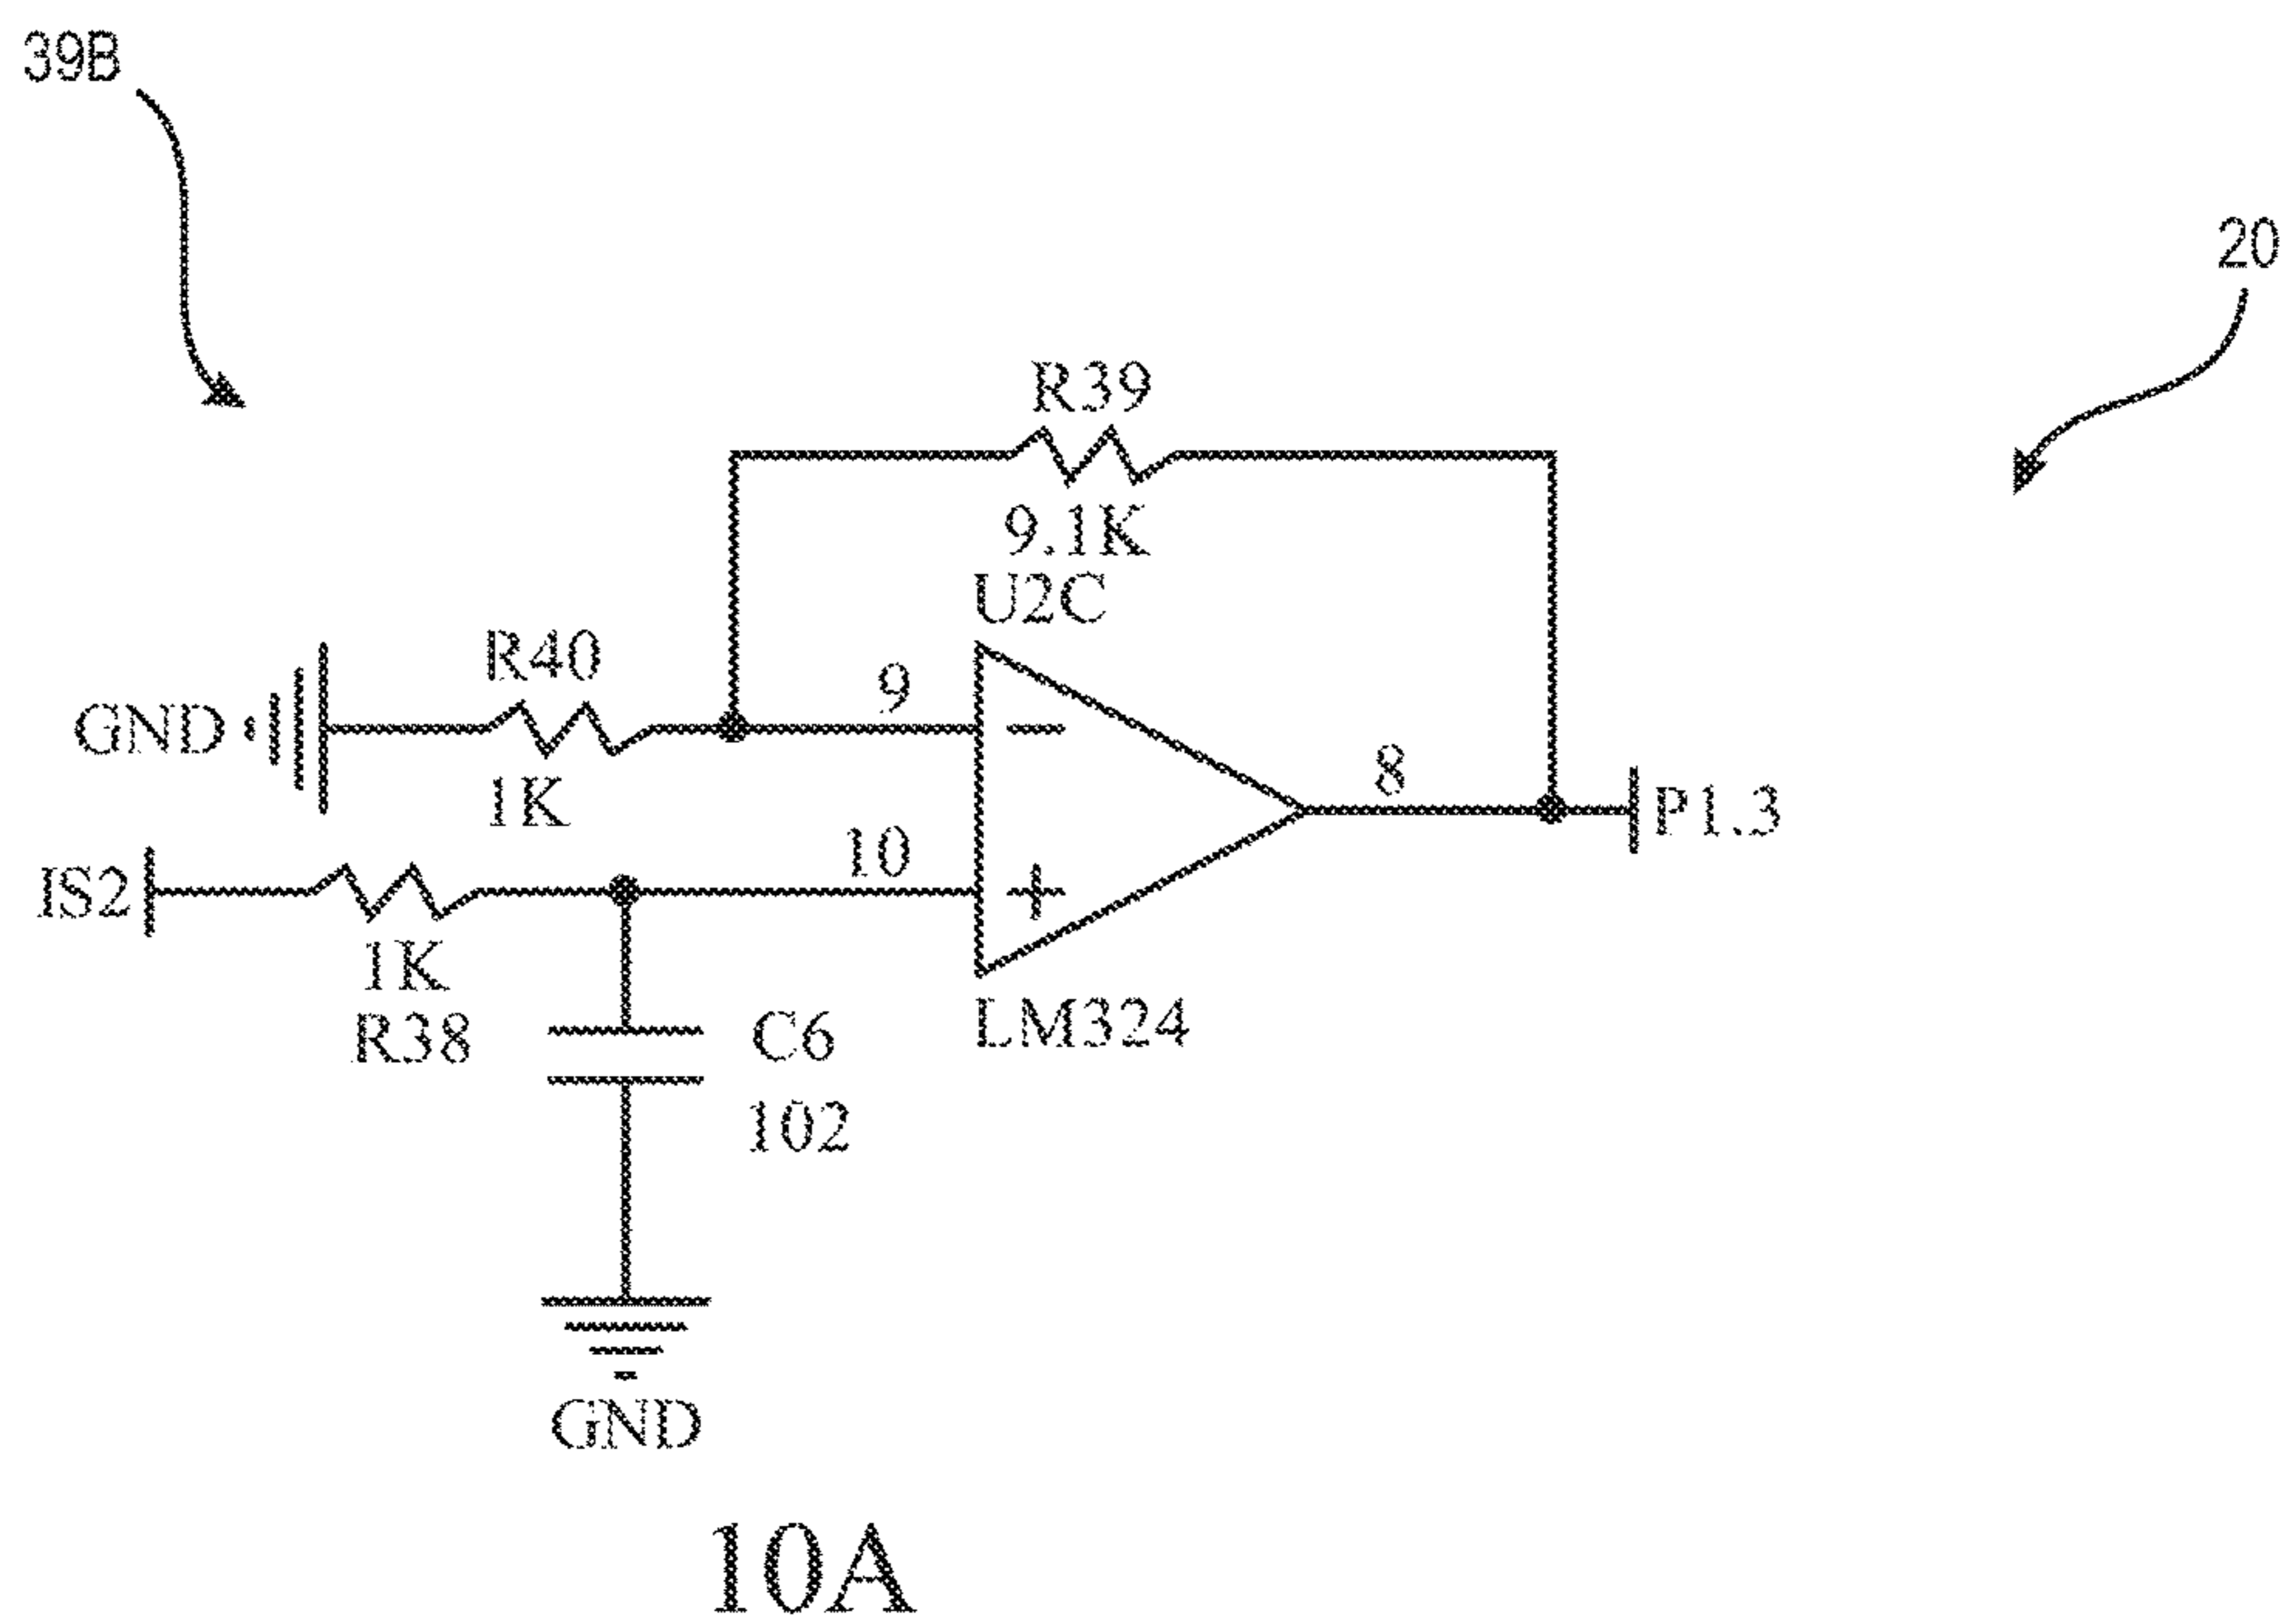 39B
20
R39
9.1K
U2C
R40
9
GND
8
1K
P1.3
10
IS2
1K
R38
C6
LM324
102
GND
10A